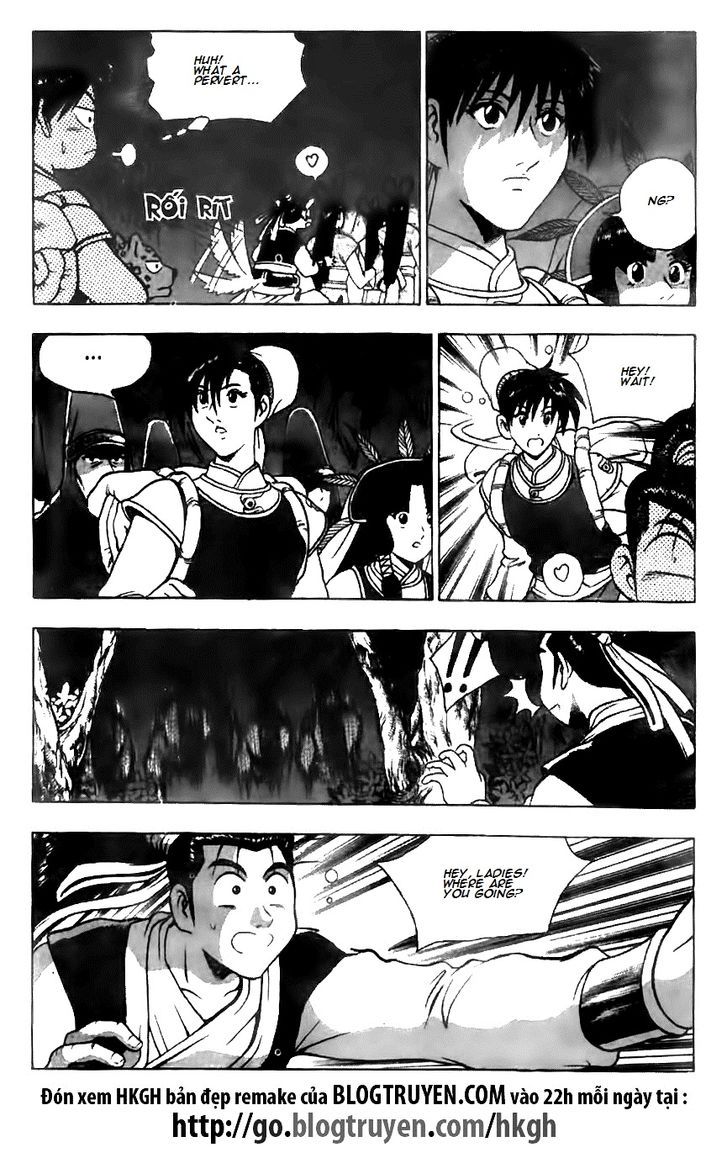 HUH!
WHAT A
PERVERT...
RỐI RÍT
NG?
...
HEY!
WAIT!
!!
HEY, LADIES!
WHERE ARE
YOU GOING?
Đón xem HKGH bản đẹp remake của BLOGTRUYEN.COM vào 22h mỗi ngày tại :
http://go.blogtruyen.com/hkgh